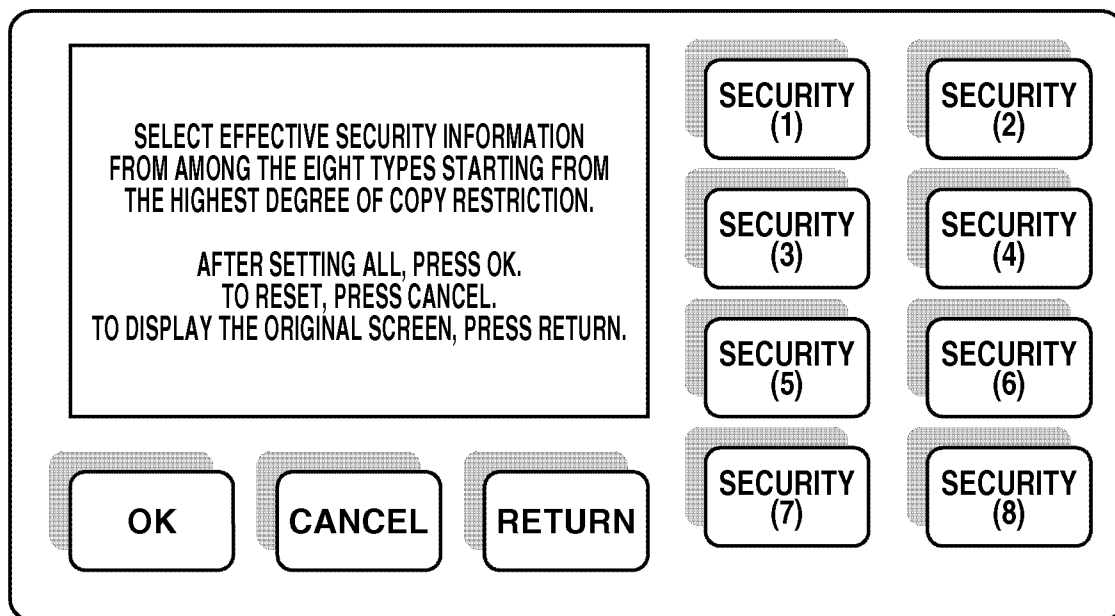 SELECT EFFECTIVE SECURITY INFORMATION
FROM AMONG THE EIGHT TYPES STARTING FROM
THE HIGHEST DEGREE OF COPY RESTRICTION.
AFTER SETTING ALL, PRESS OK.
TO RESET, PRESS CANCEL.
TO DISPLAY THE ORIGINAL SCREEN, PRESS RETURN.
OK
CANCEL
RETURN
SECURITY
(1)
SECURITY
(2)
SECURITY
(3)
SECURITY
(4)
SECURITY
(5)
SECURITY
(6)
SECURITY
(7)
SECURITY
(8)